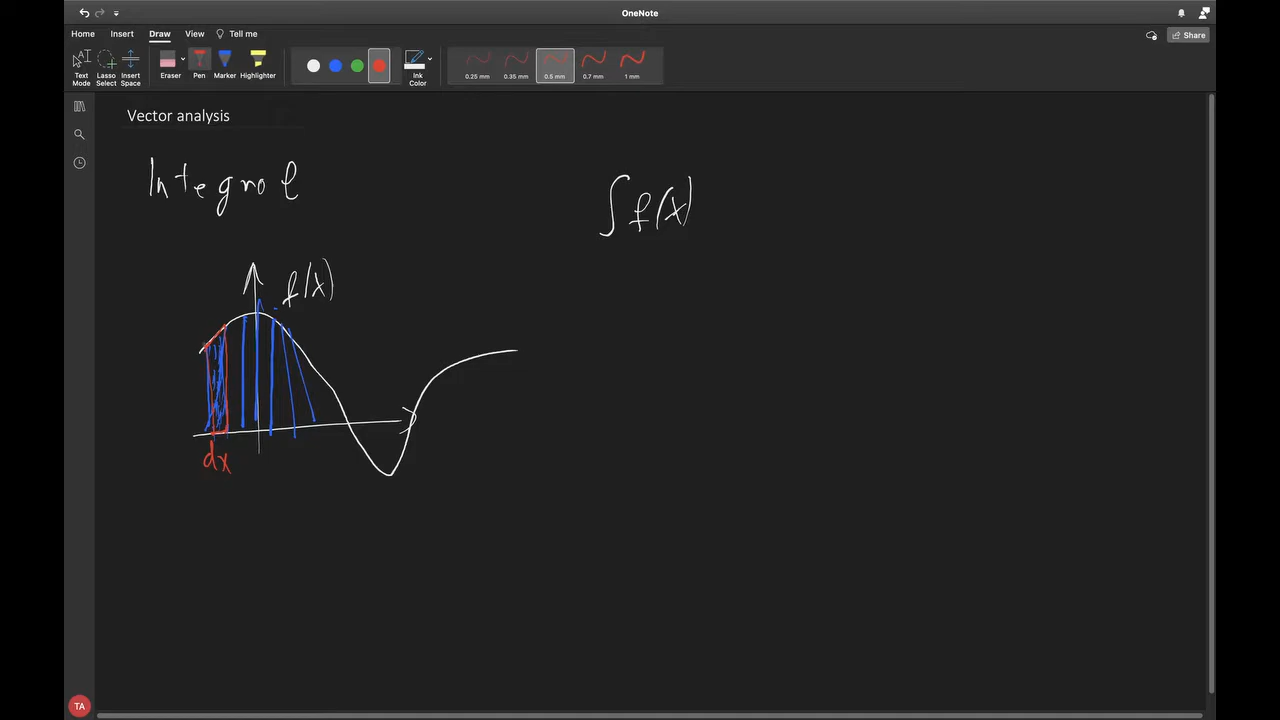 OneNote
Home Insert Draw View Tell me
Share
Text Mode
Lasso Select
Insert Space
Eraser
Pen
Marker
Highlighter
Ink Color
0.25 mm
0.35 mm
0.5 mm
0.7 mm
1 mm
Vector analysis
Integral
∫f(x)
f(x)
dx
TA